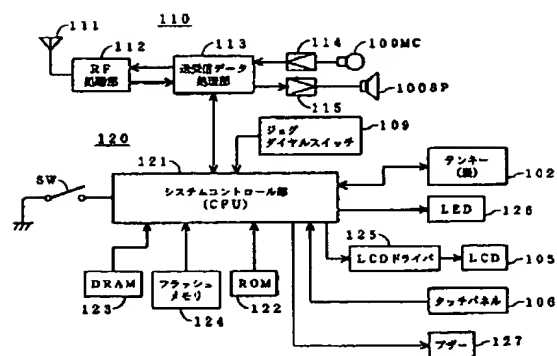 110
111
112
113
114
100MC
RF
処理部
送受信データ
処理部
115
100SP
120
ジョグ
ダイヤルスイッチ
109
121
SW
システムコントロール部
(CPU)
テンキー(表)
102
LED
126
125
LCDドライバ
LCD
105
DRAM
123
フラッシュ
メモリ
124
ROM
122
タッチパネル
106
ブザー
127